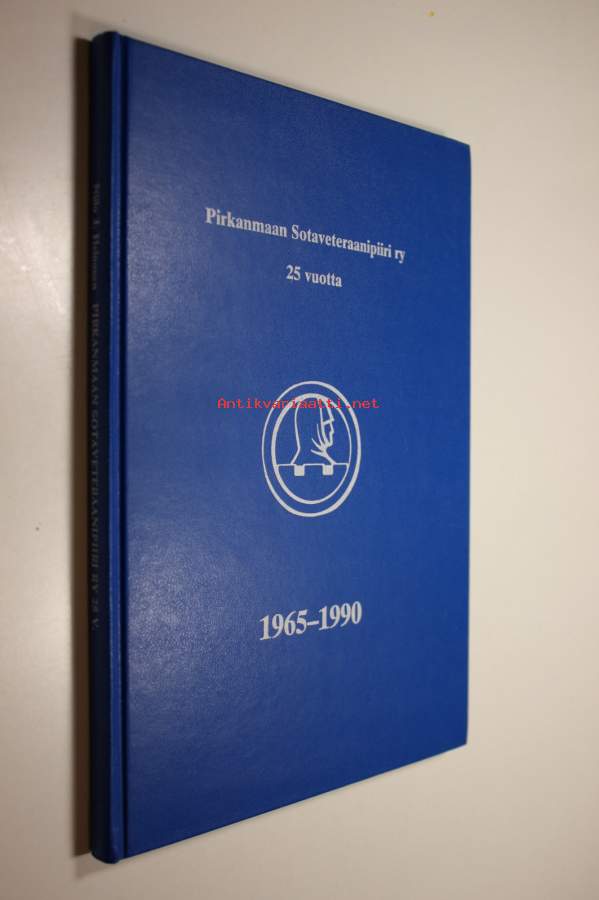 Pirkanmaan Sotaveteraanipiiri ry
25 vuotta
Antikvariaatti.net
1965–1990
PIRKANMAAN SOTAVETERAANIPIIRI RY 25 V.